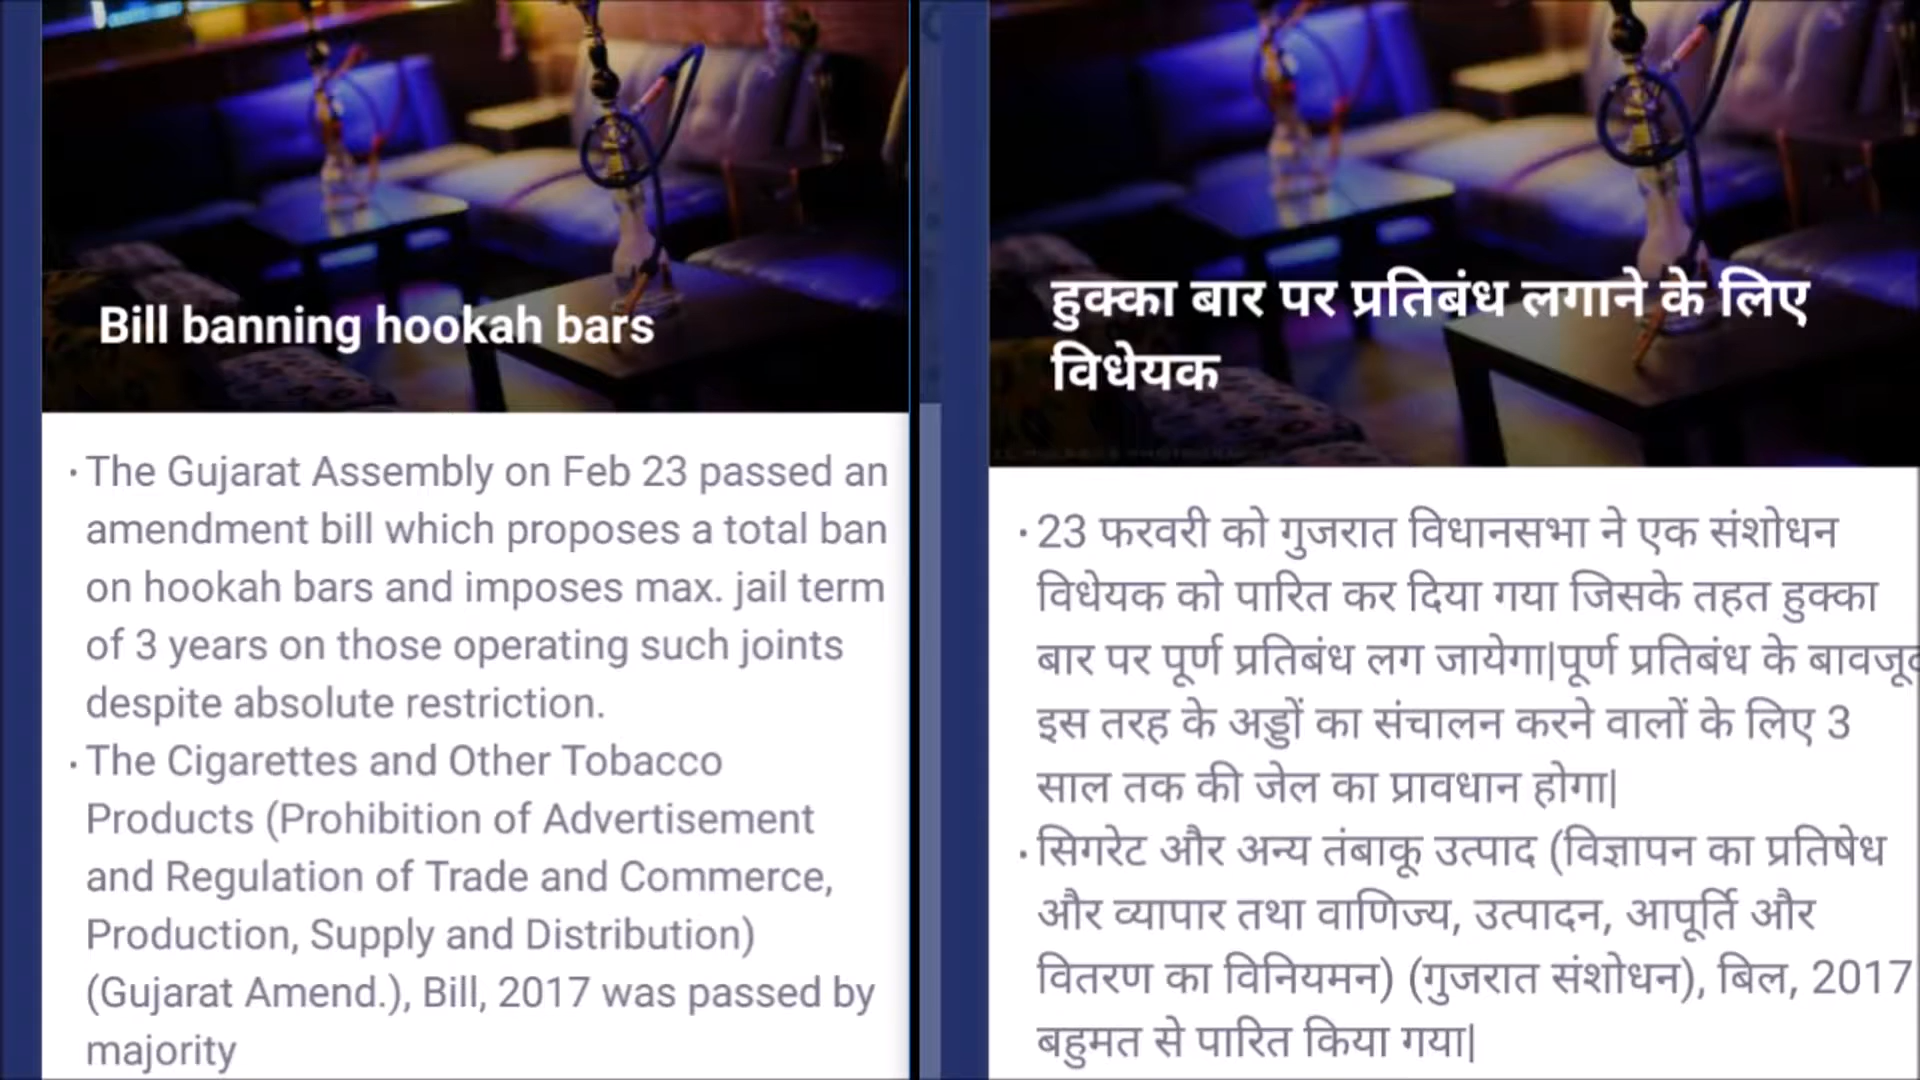 Bill banning hookah bars
· The Gujarat Assembly on Feb 23 passed an
amendment bill which proposes a total ban
on hookah bars and imposes max. jail term
of 3 years on those operating such joints
despite absolute restriction.
· The Cigarettes and Other Tobacco
Products (Prohibition of Advertisement
and Regulation of Trade and Commerce,
Production, Supply and Distribution)
(Gujarat Amend.), Bill, 2017 was passed by
majority
हुक्का बार पर प्रतिबंध लगाने के लिए
विधेयक
· 23 फरवरी को गुजरात विधानसभा ने एक संशोधन
विधेयक को पारित कर दिया गया जिसके तहत हुक्का
बार पर पूर्ण प्रतिबंध लग जायेगा|पूर्ण प्रतिबंध के बावजूद
इस तरह के अड्डों का संचालन करने वालों के लिए 3
साल तक की जेल का प्रावधान होगा|
· सिगरेट और अन्य तंबाकू उत्पाद (विज्ञापन का प्रतिषेध
और व्यापार तथा वाणिज्य, उत्पादन, आपूर्ति और
वितरण का विनियमन) (गुजरात संशोधन), बिल, 2017
बहुमत से पारित किया गया|